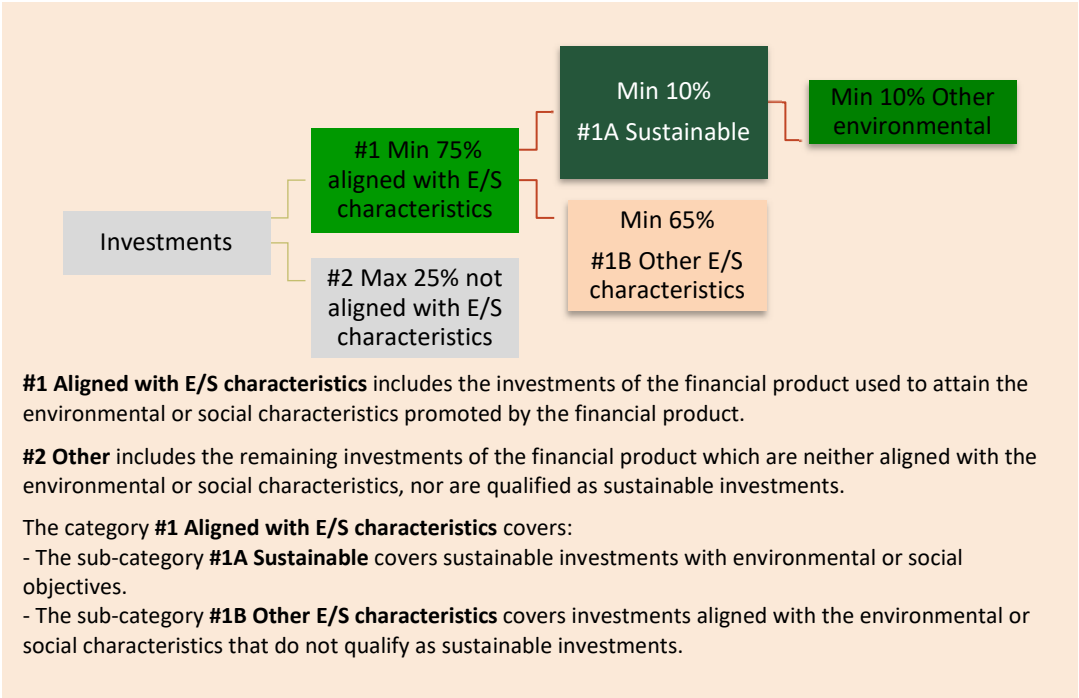 Investments
#1 Min 75%
aligned with E/S
characteristics
#2 Max 25% not
aligned with E/S
characteristics
Min 10%
#1A Sustainable
Min 65%
#1B Other E/S
characteristics
Min 10% Other
environmental
#1 Aligned with E/S characteristics includes the investments of the financial product used to attain the
environmental or social characteristics promoted by the financial product.
#2 Other includes the remaining investments of the financial product which are neither aligned with the
environmental or social characteristics, nor are qualified as sustainable investments.
The category #1 Aligned with E/S characteristics covers:
- The sub-category #1A Sustainable covers sustainable investments with environmental or social
objectives.
- The sub-category #1B Other E/S characteristics covers investments aligned with the environmental or
social characteristics that do not qualify as sustainable investments.